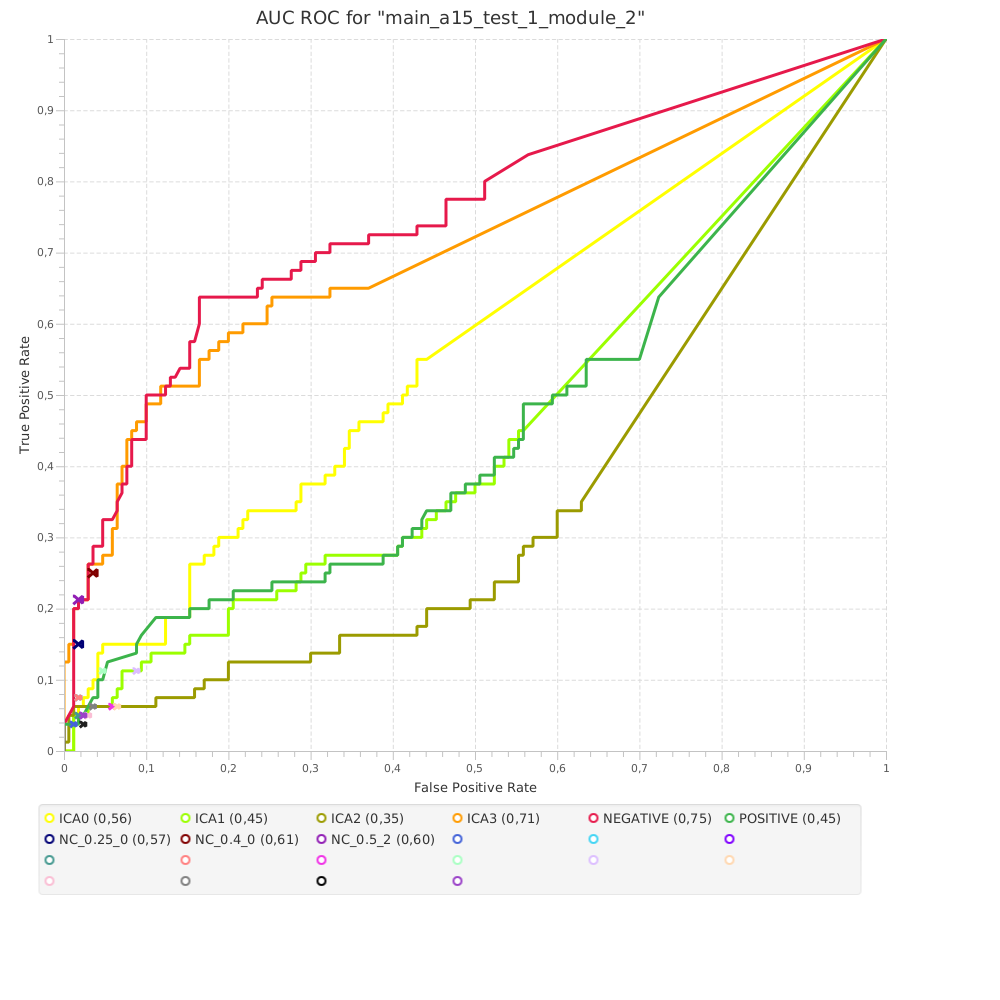 AUC ROC for "main_a15_test_1_module_2"
1
0,9
0,8
0,7
0,6
0,5
0,4
0,3
0,2
0,1
0
True Positive Rate
0 0,1 0,2 0,3 0,4 0,5 0,6 0,7 0,8 0,9 1
False Positive Rate
ICA0 (0,56) ICA1 (0,45) ICA2 (0,35) ICA3 (0,71) NEGATIVE (0,75) POSITIVE (0,45)
NC_0.25_0 (0,57) NC_0.4_0 (0,61) NC_0.5_2 (0,60)